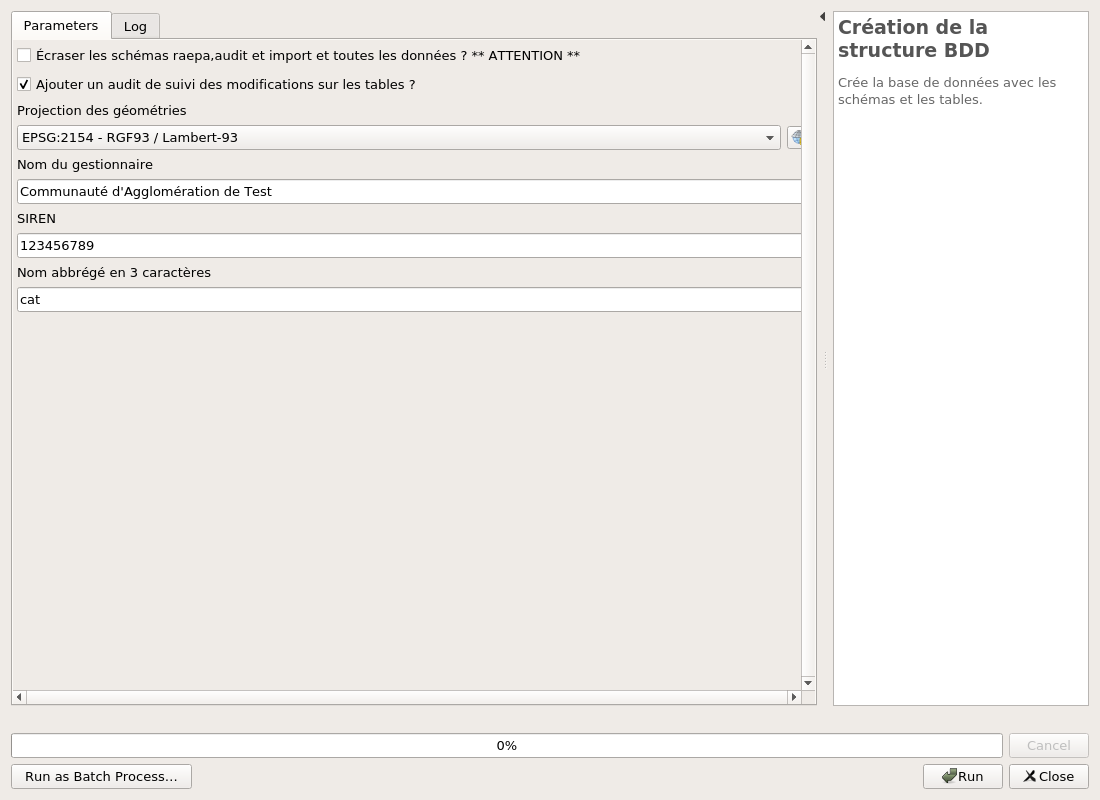 Parameters
Log
Écraser les schémas raepa,audit et import et toutes les données ? ** ATTENTION **
Ajouter un audit de suivi des modifications sur les tables ?
Projection des géométries
EPSG:2154 - RGF93 / Lambert-93
Nom du gestionnaire
Communauté d'Agglomération de Test
SIREN
123456789
Nom abbrégé en 3 caractères
cat
Création de la
structure BDD
Crée la base de données avec les
schémas et les tables.
0%
Cancel
Run as Batch Process…
Run
Close